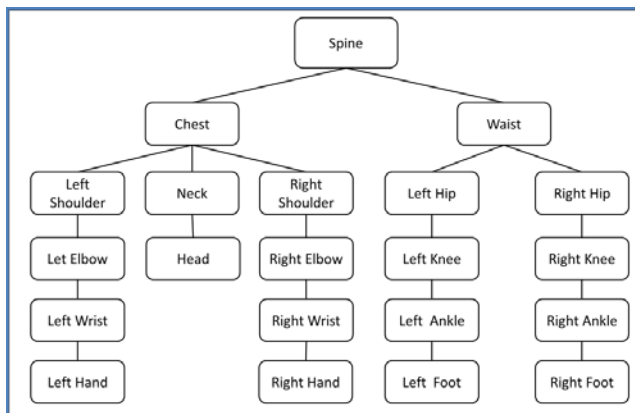 Spine
Chest
Waist
Left
Shoulder
Neck
Right
Shoulder
Left Hip
Right Hip
Let Elbow
Head
Right Elbow
Left Knee
Right Knee
Left Wrist
Right Wrist
Left Ankle
Right Ankle
Left Hand
Right Hand
Left Foot
Right Foot